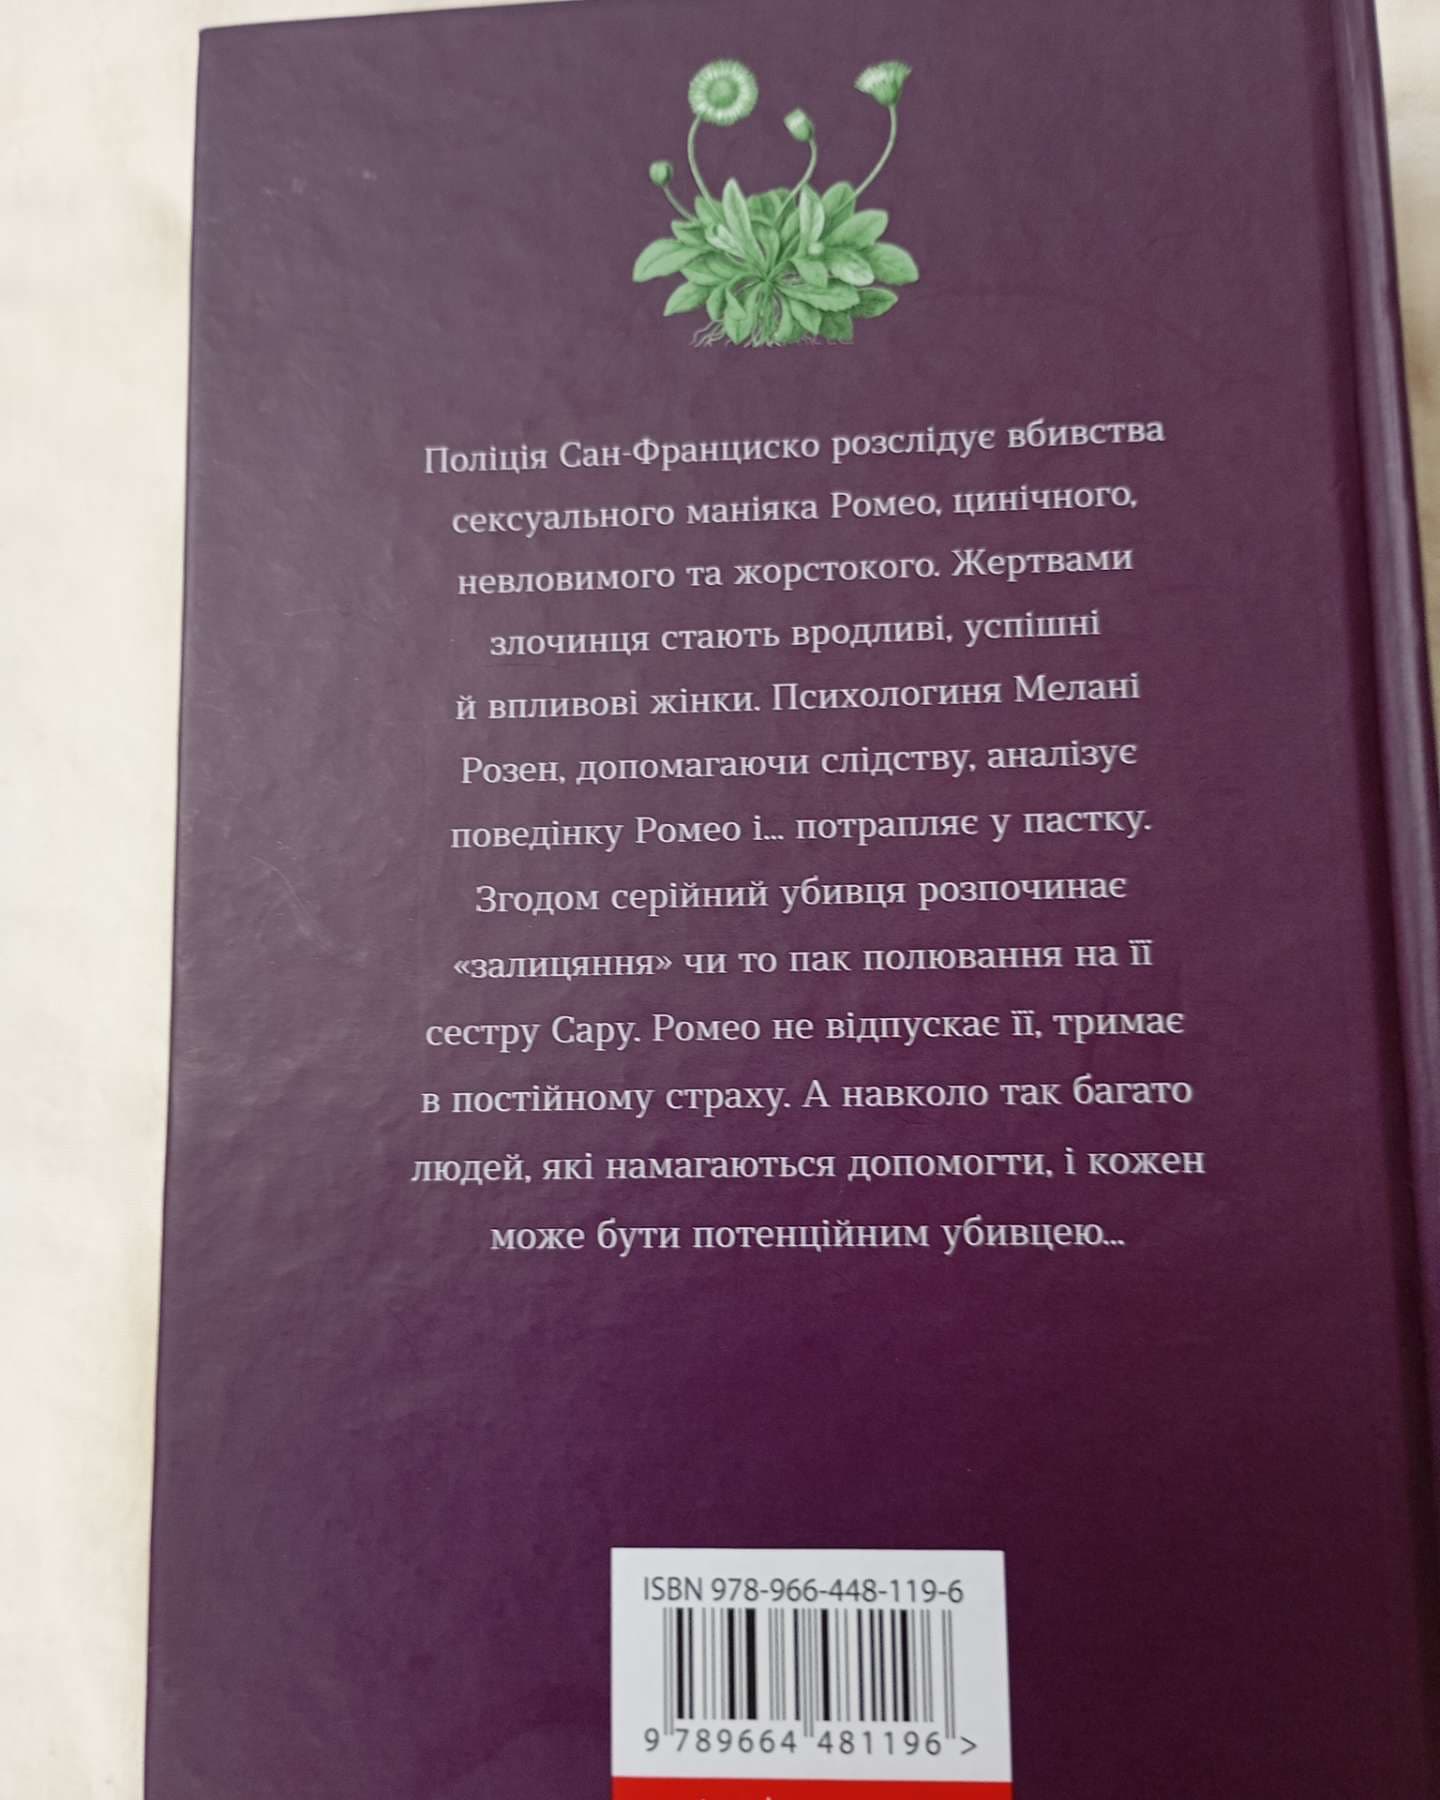 Поліція Сан-Франциско розслідує вбивства
сексуального маніяка Ромео, цинічного,
невловимого та жорстокого. Жертвами
злочинця стають вродливі, успішні
й впливові жінки. Психологиня Мелані
Розен, допомагаючи слідству, аналізує
поведінку Ромео і... потрапляє у пастку.
Згодом серійний убивця розпочинає
«залицяння» чи то пак полювання на її
сестру Сару. Ромео не відпускає її, тримає
в постійному страху. А навколо так багато
людей, які намагаються допомогти, і кожен
може бути потенційним убивцею...
ISBN 978-966-448-119-6
9 789664 481196 >